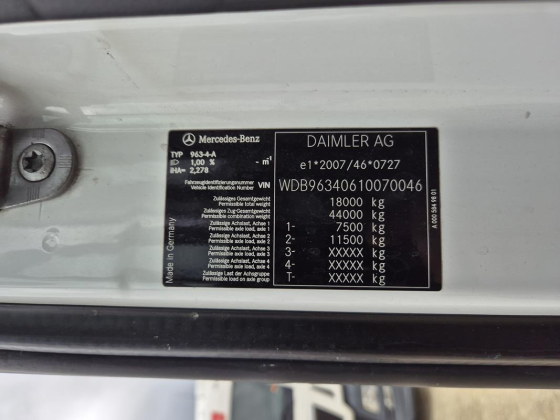 Mercedes-Benz
DAIMLER AG
TYP 963-4-A
1,00 % - m⁻¹
IHA= 2,278
e1*2007/46*0727
Fahrzeugidentifizierungsnummer
Vehicle Identification Number VIN WDB96340610070046
Zulässiges Gesamtgewicht
Permissible total weight 18000 kg
Zulässiges Zug-Gesamtgewicht
Permissible combination weight 44000 kg
Zulässige Achslast, Achse 1
Permissible axle load, axle 1 1- 7500 kg
Zulässige Achslast, Achse 2
Permissible axle load, axle 2 2- 11500 kg
Zulässige Achslast, Achse 3
Permissible axle load, axle 3 3- XXXXX kg
Zulässige Achslast, Achse 4
Permissible axle load, axle 4 4- XXXXX kg
Zulässige Last der Achsgruppe
Permissible load on axle group T- XXXXX kg
Made in Germany